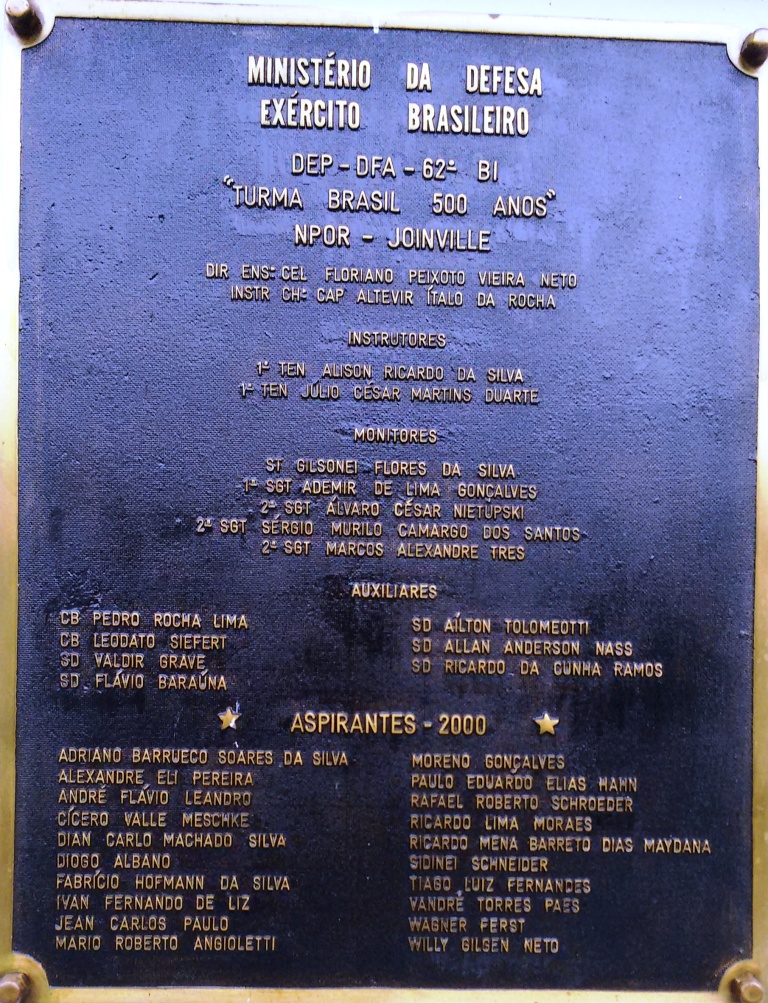 MINISTÉRIO DA DEFESA
EXÉRCITO BRASILEIRO
DEP - DFA - 62º BI
"TURMA BRASIL 500 ANOS"
NPOR - JOINVILLE
DIR ENSº CEL FLORIANO PEIXOTO VIEIRA NETO
INSTR CHº CAP ALTEVIR ÍTALO DA ROCHA
INSTRUTORES
1º TEN ALISON RICARDO DA SILVA
1º TEN JÚLIO CÉSAR MARTINS DUARTE
MONITORES
ST GILSONEI FLORES DA SILVA
1º SGT ADEMIR DE LIMA GONÇALVES
2º SGT ÁLVARO CÉSAR NIETUPSKI
2º SGT SÉRGIO MURILO CAMARGO DOS SANTOS
2º SGT MARCOS ALEXANDRE TRES
AUXILIARES
CB PEDRO ROCHA LIMA
CB LEODATO SIEFERT
SD VALDIR GRAVE
SD FLÁVIO BARAÚNA
SD AÍLTON TOLOMEOTTI
SD ALLAN ANDERSON NASS
SD RICARDO DA CUNHA RAMOS
ASPIRANTES - 2000
ADRIANO BARRUECO SOARES DA SILVA
ALEXANDRE ELI PEREIRA
ANDRÉ FLÁVIO LEANDRO
CÍCERO VALLE MESCHKE
DIAN CARLO MACHADO SILVA
DIOGO ALBANO
FABRÍCIO HOFMANN DA SILVA
IVAN FERNANDO DE LIZ
JEAN CARLOS PAULO
MARIO ROBERTO ANGIOLETTI
MORENO GONÇALVES
PAULO EDUARDO ELIAS HAHN
RAFAEL ROBERTO SCHROEDER
RICARDO LIMA MORAES
RICARDO MENA BARRETO DIAS MAYDANA
SIDINEI SCHNEIDER
TIAGO LUIZ FERNANDES
VANDRÉ TORRES PAES
WAGNER FERST
WILLY GILSEN NETO